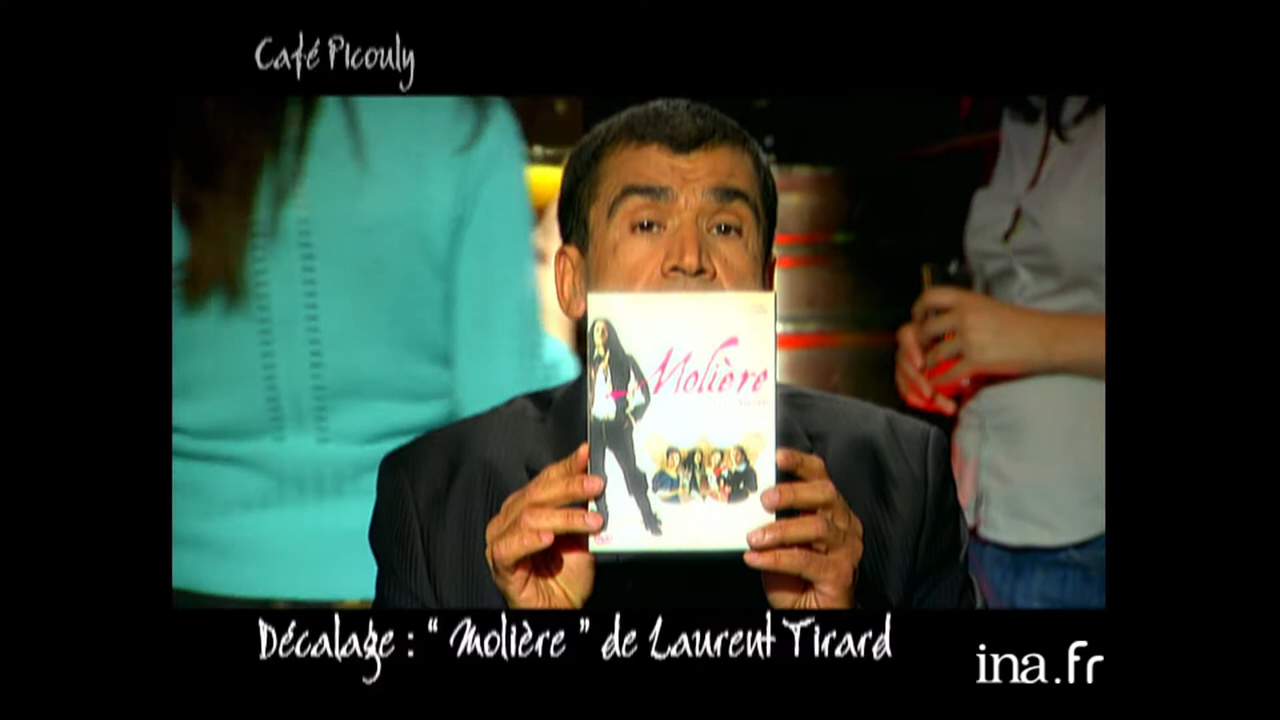 Café Picouly
Molière
Décalage : “ Molière ” de Laurent Tirard
ina.fr